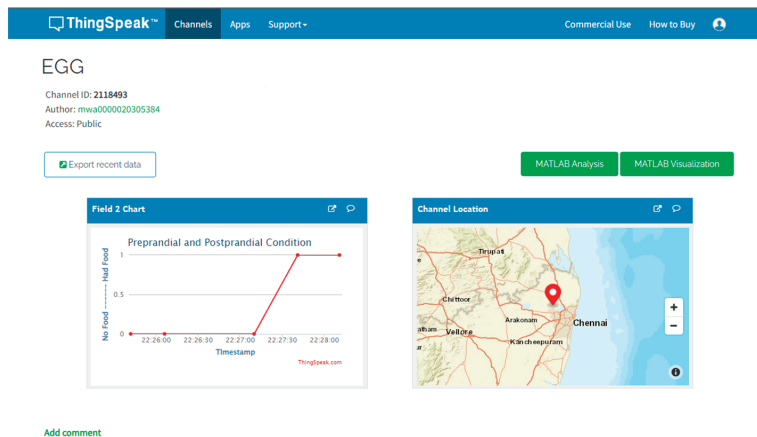 ThingSpeak™ Channels Apps Support Commercial Use How to Buy
EGG
Channel ID: 2118493
Author: mwa0000020305384
Access: Public
Export recent data MATLAB Analysis MATLAB Visualization
Field 2 Chart
Preprandial and Postprandial Condition
No Food ------- Had Food
1
0.5
0
22:26:00 22:26:30 22:27:00 22:27:30 22:28:00
TImestamp
ThingSpeak.com
Channel Location
Tirupati
Chittoor
Arakonam
Chennai
Vellore
Kancheepuram
+
−
Add comment